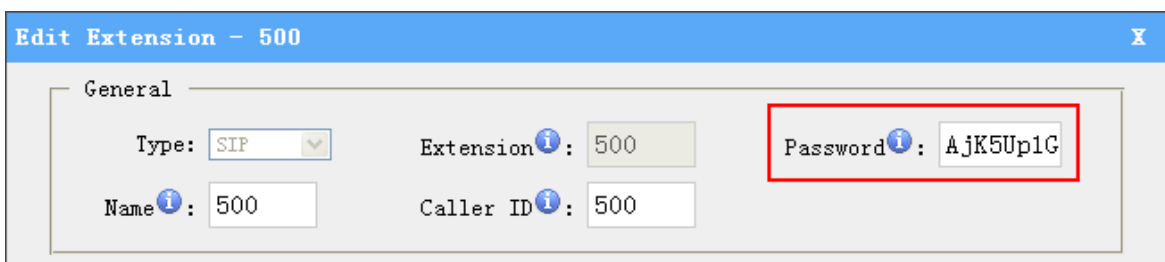 Edit Extension - 500 X
General
Type: SIP Extension: 500 Password: AjK5Up1G
Name: 500 Caller ID: 500